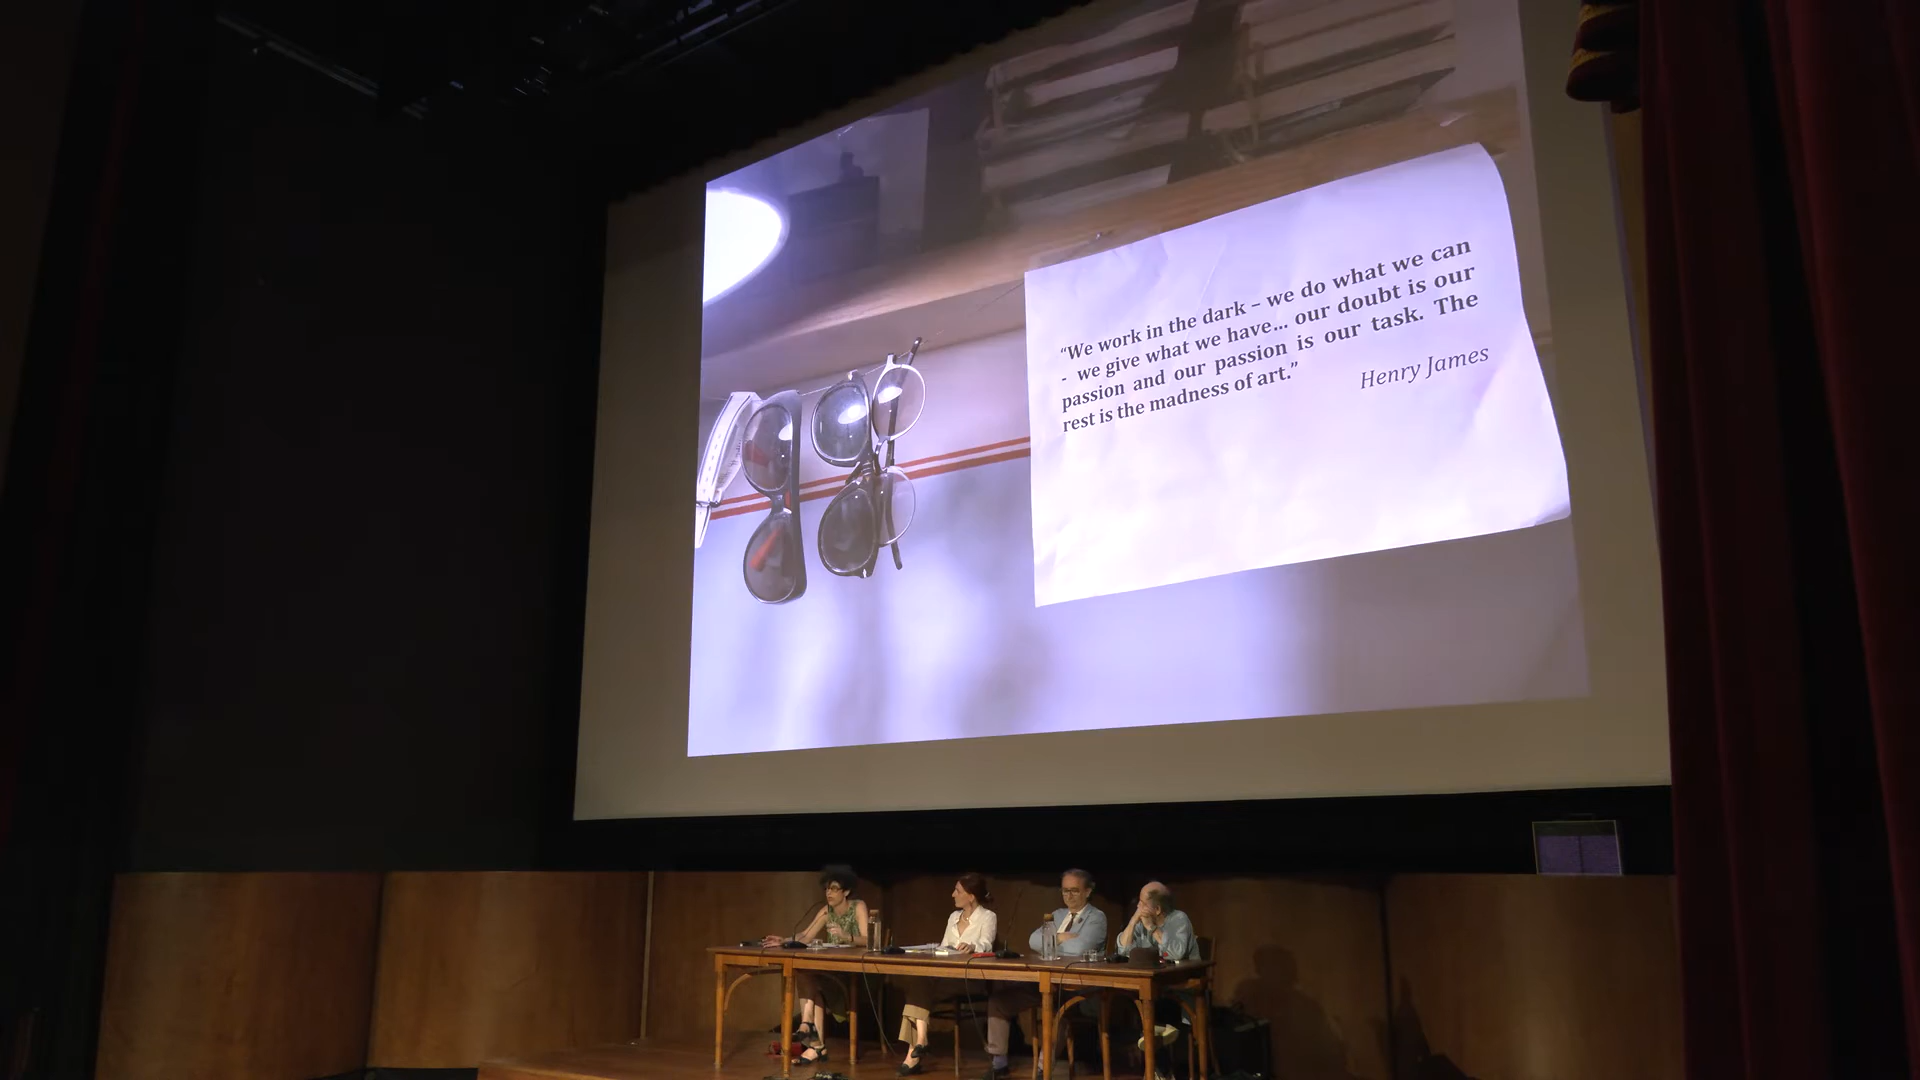 “We work in the dark – we do what we can
- we give what we have... our doubt is our
passion and our passion is our task. The
rest is the madness of art.”
Henry James